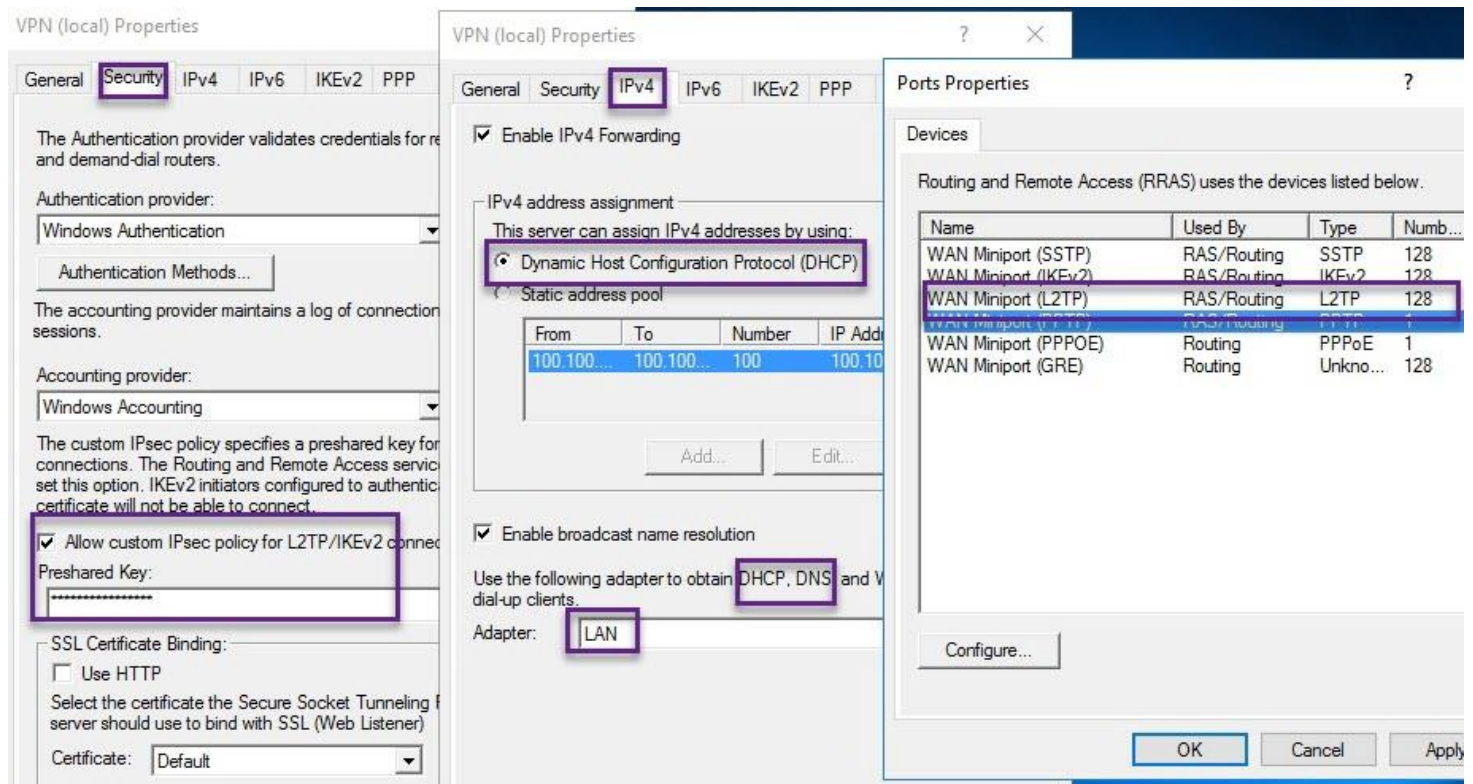 VPN (local) Properties
General Security IPv4 IPv6 IKEv2 PPP
The Authentication provider validates credentials for re
and demand-dial routers.
Authentication provider:
Windows Authentication
Authentication Methods...
The accounting provider maintains a log of connection
sessions.
Accounting provider:
Windows Accounting
The custom IPsec policy specifies a preshared key for
connections. The Routing and Remote Access servic
set this option. IKEv2 initiators configured to authentic
certificate will not be able to connect.
Allow custom IPsec policy for L2TP/IKEv2 connec
Preshared Key:
****************
SSL Certificate Binding:
Use HTTP
Select the certificate the Secure Socket Tunneling P
server should use to bind with SSL (Web Listener)
Certificate: Default
VPN (local) Properties
General Security IPv4 IPv6 IKEv2 PPP
Enable IPv4 Forwarding
IPv4 address assignment
This server can assign IPv4 addresses by using:
Dynamic Host Configuration Protocol (DHCP)
Static address pool
From To Number IP Addr
100.100.... 100.100... 100 100.10
Add... Edit...
Enable broadcast name resolution
Use the following adapter to obtain DHCP, DNS, and W
dial-up clients.
Adapter: LAN
Ports Properties ?
Devices
Routing and Remote Access (RRAS) uses the devices listed below.
Name Used By Type Numb...
WAN Miniport (SSTP) RAS/Routing SSTP 128
WAN Miniport (IKEv2) RAS/Routing IKEv2 128
WAN Miniport (L2TP) RAS/Routing L2TP 128
WAN Miniport (PPTP) RAS/Routing PPTP 1
WAN Miniport (PPPOE) Routing PPPoE 1
WAN Miniport (GRE) Routing Unkno... 128
Configure...
OK Cancel Apply